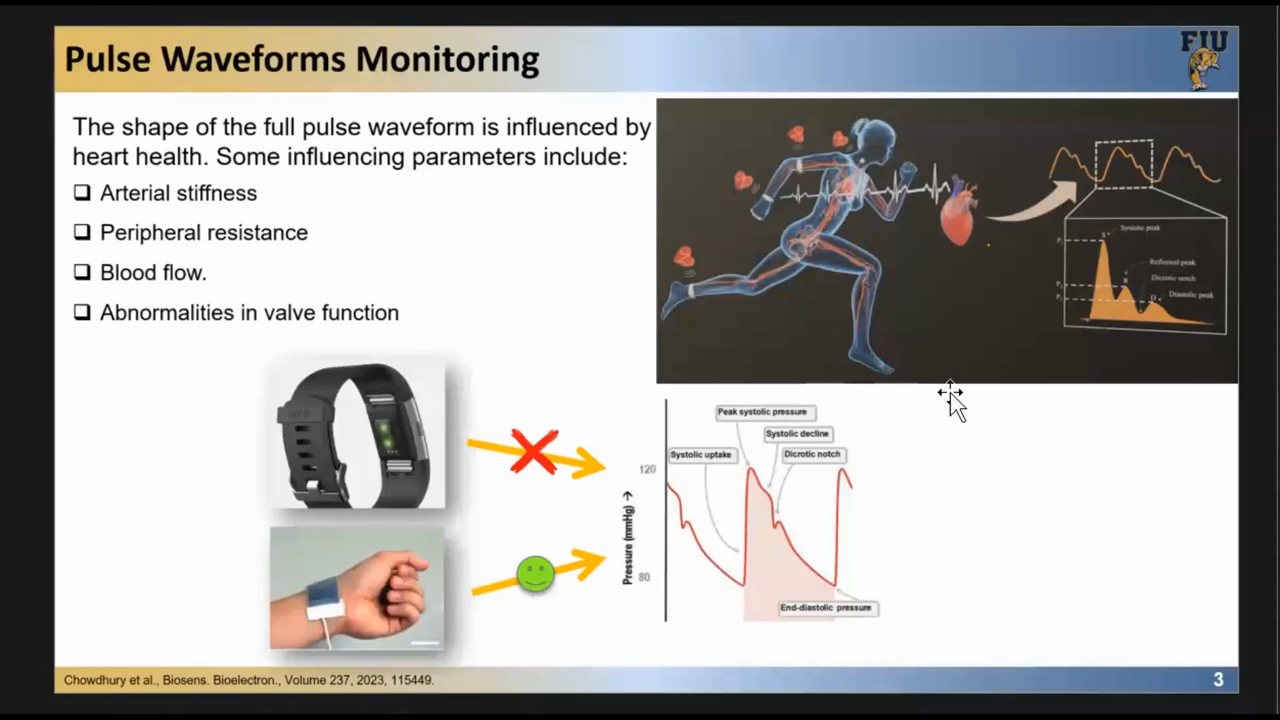 Pulse Waveforms Monitoring
FIU
The shape of the full pulse waveform is influenced by
heart health. Some influencing parameters include:
Arterial stiffness
Peripheral resistance
Blood flow.
Abnormalities in valve function
Systolic peak
S
Reflected peak
R
Dicrotic notch
D
Diastolic peak
Peak systolic pressure
Systolic decline
Systolic uptake
Dicrotic notch
120
Pressure (mmHg) →
80
End-diastolic pressure
Chowdhury et al., Biosens. Bioelectron., Volume 237, 2023, 115449.
3